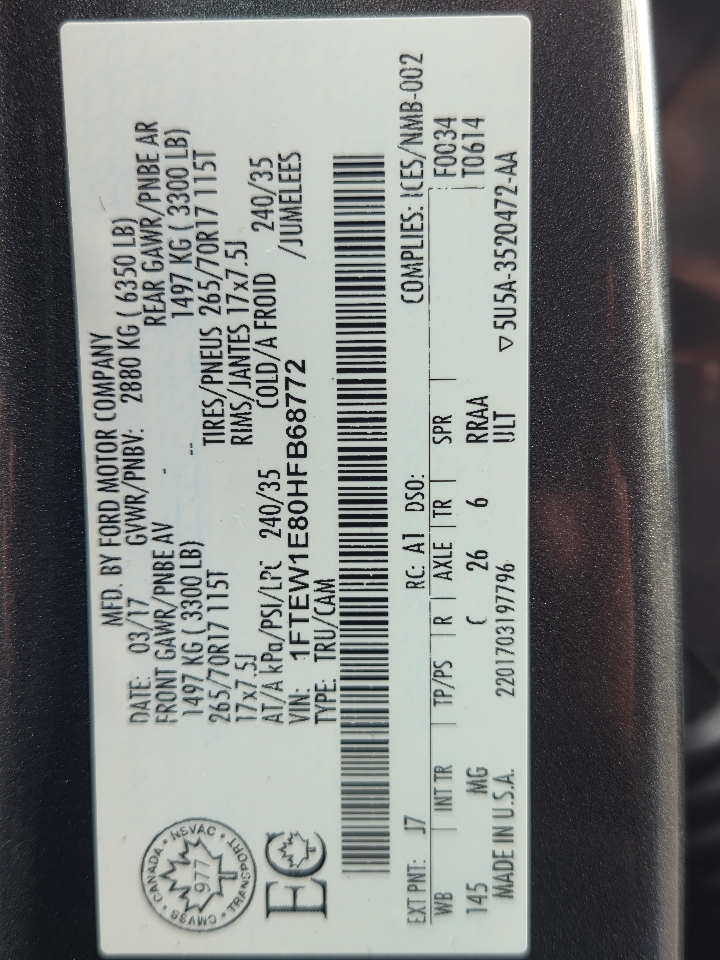 MFD. BY FORD MOTOR COMPANY
DATE: 03/17 GVWR/PNBV: 2880 KG ( 6350 LB)
FRONT GAWR/PNBE AV - REAR GAWR/PNBE AR
1497 KG ( 3300 LB) -- 1497 KG ( 3300 LB)
265/70R17 115T TIRES/PNEUS 265/70R17 115T
17x7.5J RIMS/JANTES 17x7.5J
AT/A kPa/PSI/LPC 240/35 COLD/A FROID 240/35
VIN: 1FTEW1E80HFB68772 /JUMELEES
TYPE: TRU/CAM
CANADA • NSVAC • TRANSPORT • CMVSS •
977
EC
EXT PNT: J7 RC: A1 DSO: COMPLIES: ICES/NMB-002
WB INT TR TP/PS R AXLE TR SPR F0034
145 MG C 26 6 RRAA T0614
MADE IN U.S.A. 2201703197796 ULT ▽ 5U5A-3520472-AA